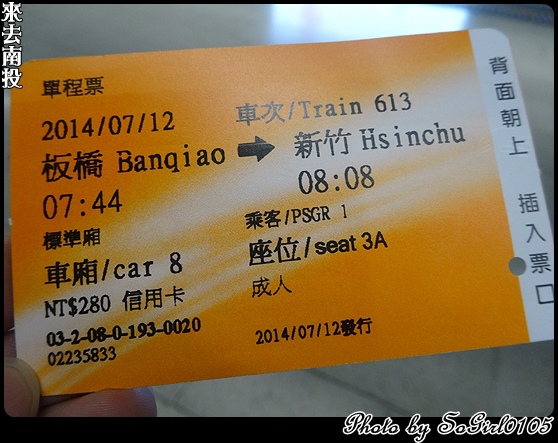 來去南投
單程票
2014/07/12
車次/Train 613
板橋 Banqiao → 新竹 Hsinchu
07:44
08:08
標準廂
乘客/PSGR 1
車廂/car 8
座位/seat 3A
NT$280 信用卡
成人
03-2-08-0-193-0020
02235833
2014/07/12發行
背面朝上 插入票口
Photo by SoGirl0105